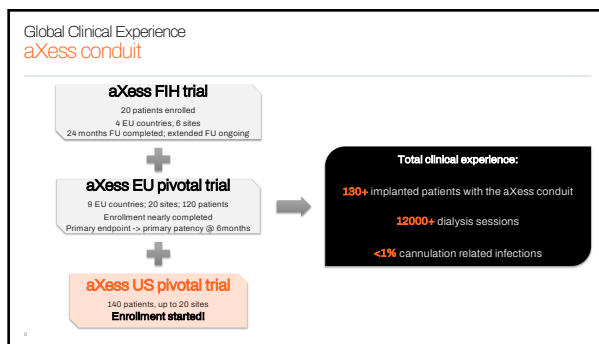 Global Clinical Experience
aXess conduit
aXess FIH trial
20 patients enrolled
4 EU countries, 6 sites
24 months FU completed; extended FU ongoing
aXess EU pivotal trial
9 EU countries; 20 sites; 120 patients
Enrollment nearly completed
Primary endpoint -> primary patency @ 6months
aXess US pivotal trial
140 patients, up to 20 sites
Enrollment started!
Total clinical experience:
130+ implanted patients with the aXess conduit
12000+ dialysis sessions
<1% cannulation related infections